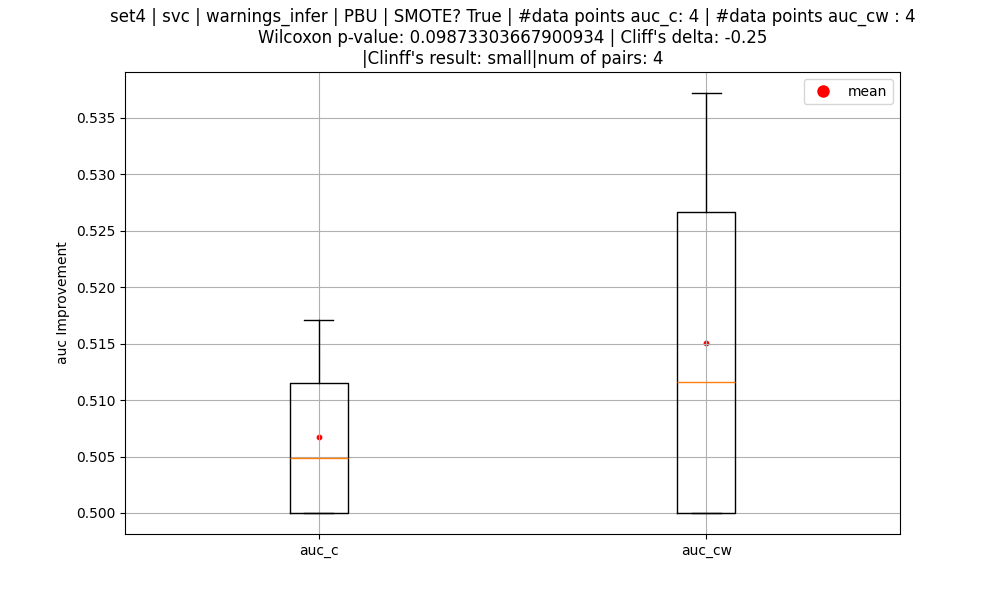 set4 | svc | warnings_infer | PBU | SMOTE? True | #data points auc_c: 4 | #data points auc_cw : 4
Wilcoxon p-value: 0.09873303667900934 | Cliff's delta: -0.25
|Clinff's result: small|num of pairs: 4
mean
0.535
0.530
0.525
0.520
0.515
0.510
0.505
0.500
auc Improvement
auc_c
auc_cw